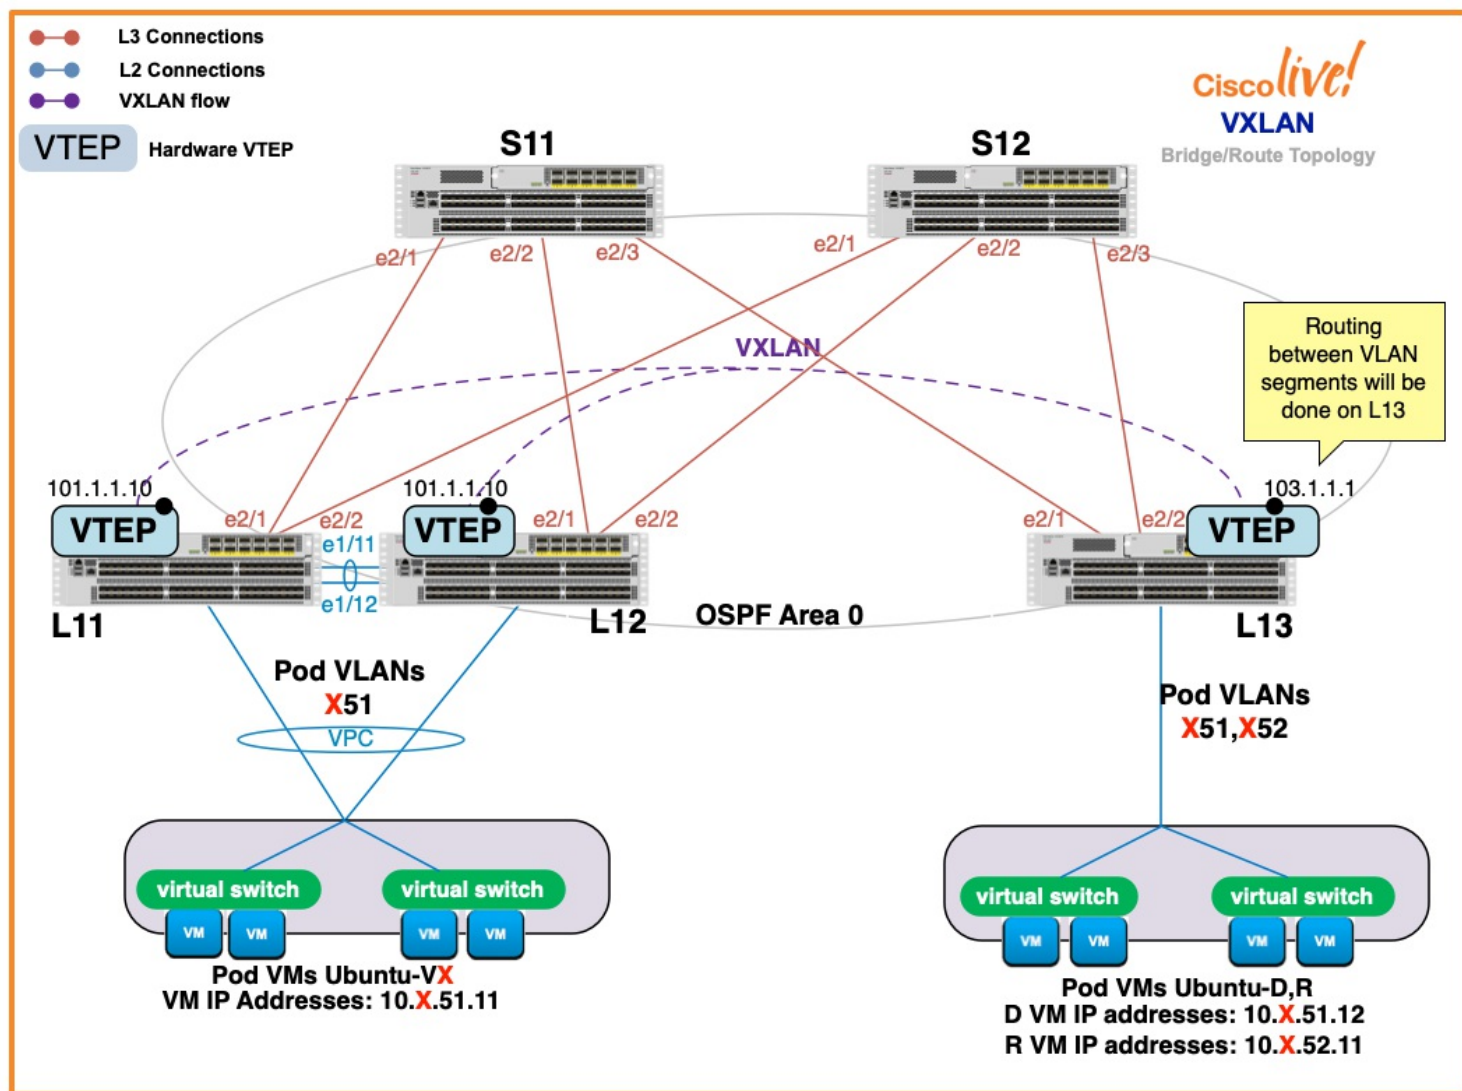 L3 Connections
L2 Connections
VXLAN flow
VTEP Hardware VTEP
Cisco live!
VXLAN
Bridge/Route Topology
S11
S12
e2/1
e2/2
e2/3
e2/1
e2/2
e2/3
VXLAN
Routing
between VLAN
segments will be
done on L13
101.1.1.10
VTEP
e2/1
e2/2
e1/11
e1/12
L11
101.1.1.10
VTEP
e2/1
e2/2
L12
OSPF Area 0
103.1.1.1
e2/1
e2/2
VTEP
L13
Pod VLANs
X51
VPC
Pod VLANs
X51,X52
virtual switch
virtual switch
VM
VM
VM
VM
Pod VMs Ubuntu-VX
VM IP Addresses: 10.X.51.11
virtual switch
virtual switch
VM
VM
VM
VM
Pod VMs Ubuntu-D,R
D VM IP addresses: 10.X.51.12
R VM IP addresses: 10.X.52.11